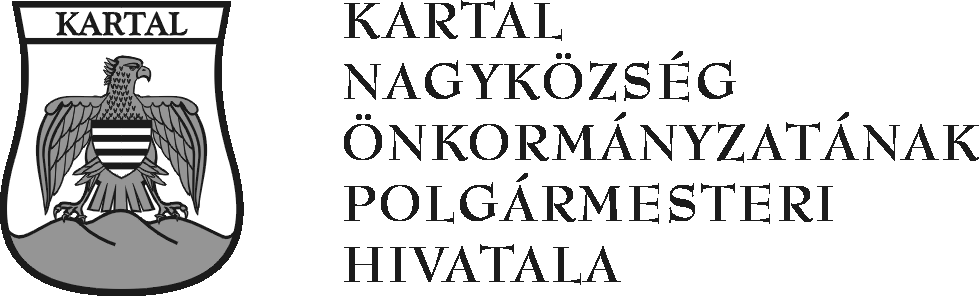 KARTAL
KARTAL
NAGYKÖZSÉG
ÖNKORMÁNYZATÁNAK
POLGÁRMESTERI
HIVATALA